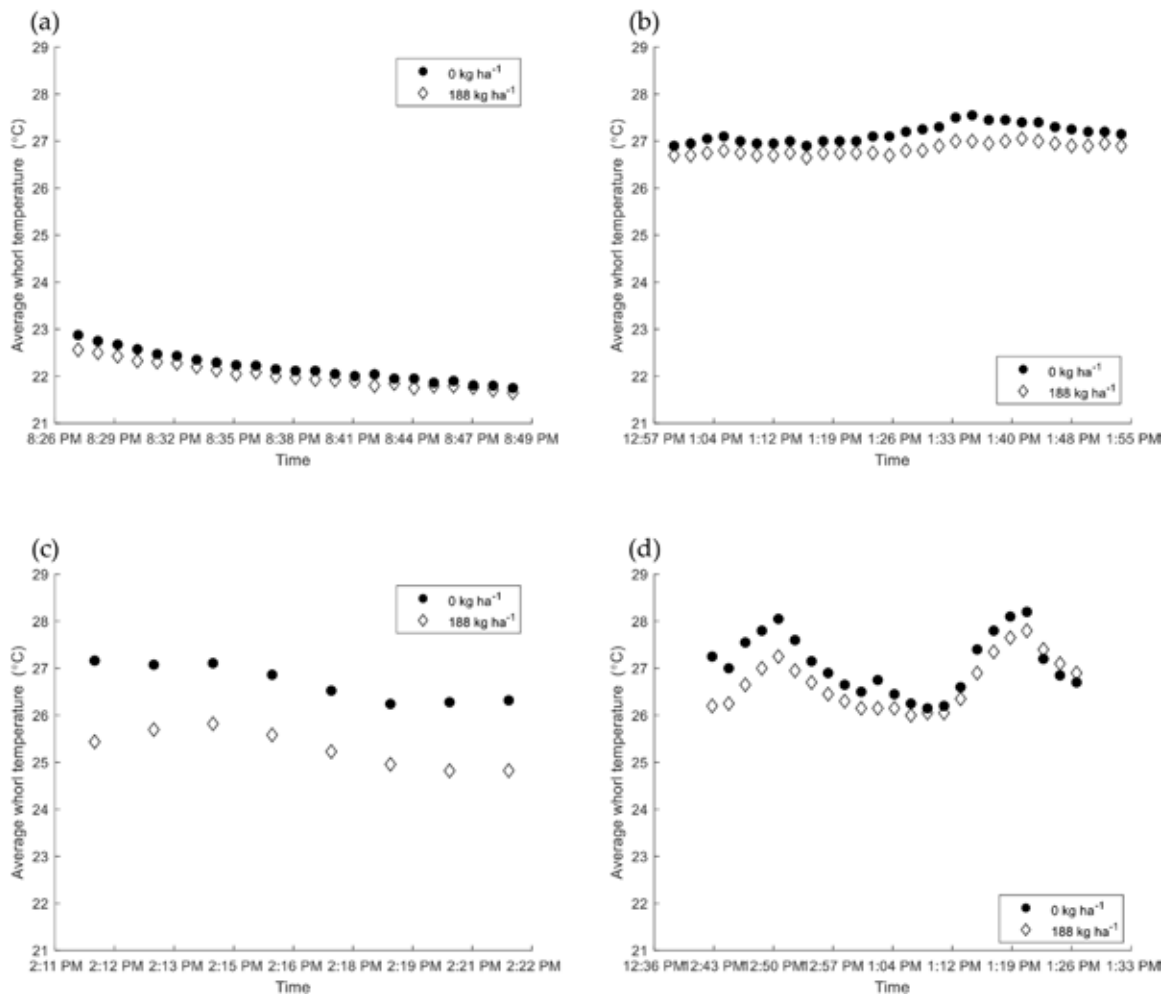 (a)
29
28
27
26
25
24
23
22
21
Average whorl temperature (°C)
0 kg ha⁻¹
188 kg ha⁻¹
8:26 PM 8:29 PM 8:32 PM 8:35 PM 8:38 PM 8:41 PM 8:44 PM 8:47 PM 8:49 PM
Time
(b)
29
28
27
26
25
24
23
22
21
Average whorl temperature (°C)
0 kg ha⁻¹
188 kg ha⁻¹
12:57 PM 1:04 PM 1:12 PM 1:19 PM 1:26 PM 1:33 PM 1:40 PM 1:48 PM 1:55 PM
Time
(c)
29
28
27
26
25
24
23
22
21
Average whorl temperature (°C)
0 kg ha⁻¹
188 kg ha⁻¹
2:11 PM 2:12 PM 2:13 PM 2:15 PM 2:16 PM 2:18 PM 2:19 PM 2:21 PM 2:22 PM
Time
(d)
29
28
27
26
25
24
23
22
21
Average whorl temperature (°C)
0 kg ha⁻¹
188 kg ha⁻¹
12:36 PM 12:43 PM 12:50 PM 12:57 PM 1:04 PM 1:12 PM 1:19 PM 1:26 PM 1:33 PM
Time